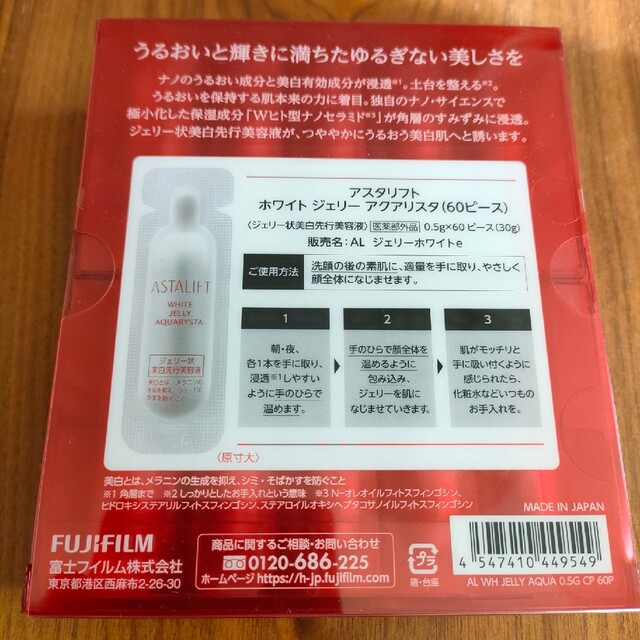 うるおいと輝きに満ちたゆるぎない美しさを
ナノのうるおい成分と美白有効成分が浸透※1。土台を整える※2。
うるおいを保持する肌本来の力に着目。独自のナノ・サイエンスで
極小化した保湿成分「Wヒト型ナノセラミド※3」が角層のすみずみに浸透。
ジェリー状美白先行美容液が、つややかにうるおう美白肌へと誘います。
ASTALIFT
WHITE
JELLY
AQUARYSTA
ジェリー状
美白先行美容液
美白とは、メラニンの
生成を抑え、シミ・そば
かすを防ぐこと
〈原寸大〉
アスタリフト
ホワイト ジェリー アクアリスタ(60ピース)
〈ジェリー状美白先行美容液〉 医薬部外品 0.5g×60ピース(30g)
販売名:AL ジェリーホワイトe
ご使用方法
洗顔の後の素肌に、適量を手に取り、やさしく
顔全体になじませます。
1
朝・夜、
各1本を手に取り、
浸透※1しやすい
ように手のひらで
温めます。
2
手のひらで顔全体を
温めるように
包み込み、
ジェリーを肌に
なじませていきます。
3
肌がモッチリと
手に吸い付くように
感じられたら、
化粧水などいつもの
お手入れを。
美白とは、メラニンの生成を抑え、シミ・そばかすを防ぐこと
※1 角層まで ※2 しっかりとしたお手入れという意味 ※3 N-オレオイルフィトスフィンゴシン、
ヒドロキシステアリルフィトスフィンゴシン、ステアロイルオキシヘプタコサノイルフィトスフィンゴシン
MADE IN JAPAN
FUJIFILM
富士フイルム株式会社
東京都港区西麻布2-26-30
商品に関するご相談・お問い合わせ
0120-686-225
ホームページ https://h-jp.fujifilm.com
プラ
箱・台座
4 547410 449549
AL WH JELLY AQUA 0.5G CP 60P